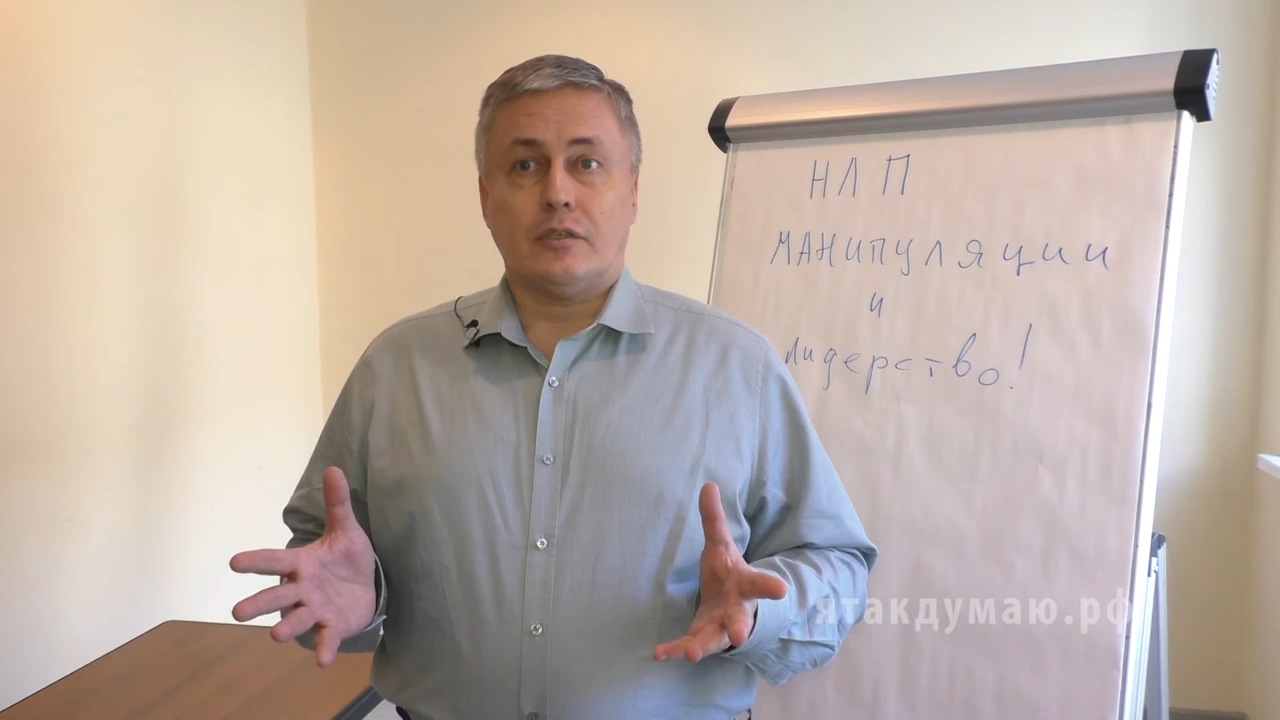 НЛП
МАНИПУЛЯЦИИ
и
лидерство!
ятакдумаю.рф